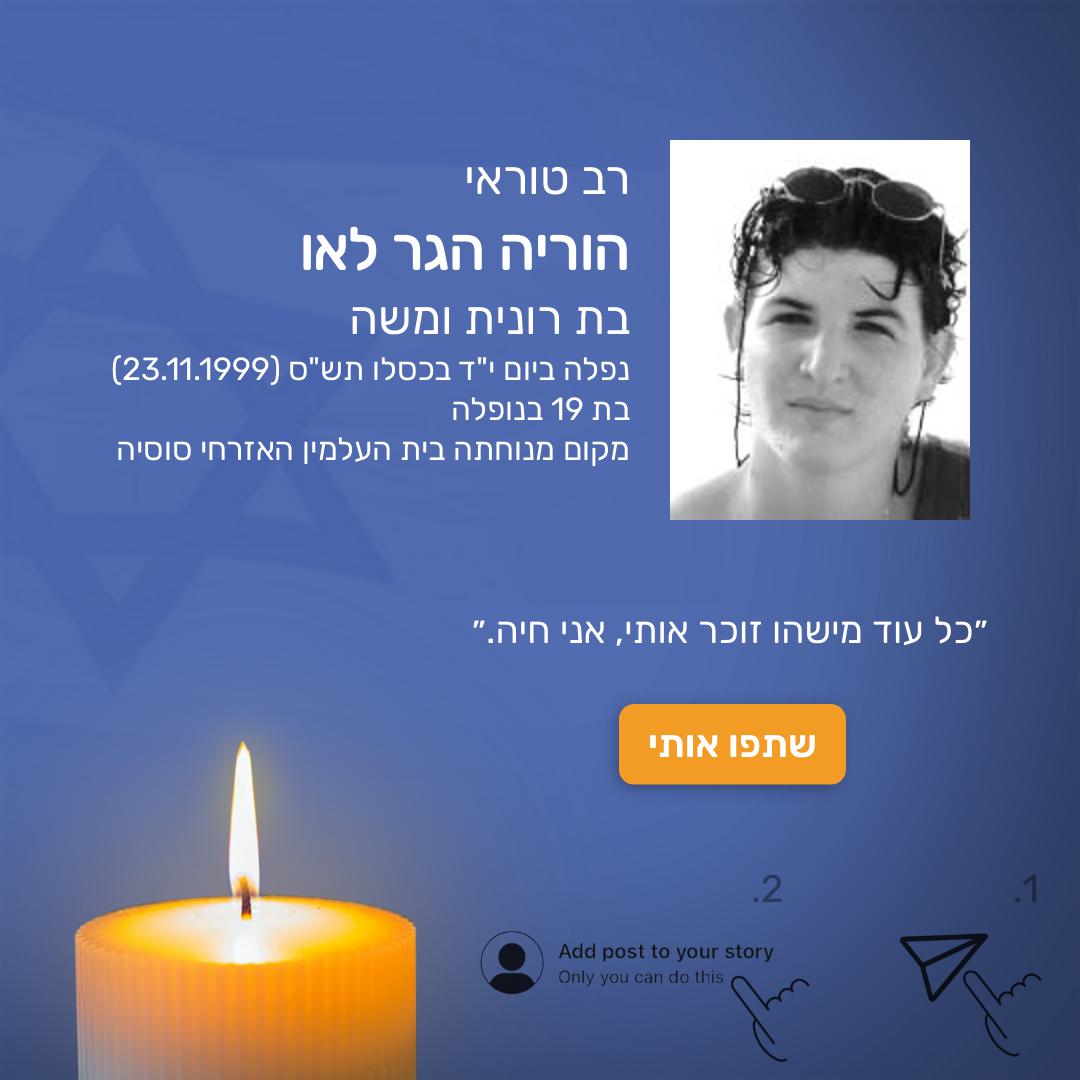 רב טוראי
הוריה הגר לאו
בת רונית ומשה
נפלה ביום י"ד בכסלו תש"ס (23.11.1999)
בת 19 בנופלה
מקום מנוחתה בית העלמין האזרחי סוסיה
״כל עוד מישהו זוכר אותי, אני חיה.״
שתפו אותי
.1
.2
Add post to your story
Only you can do this